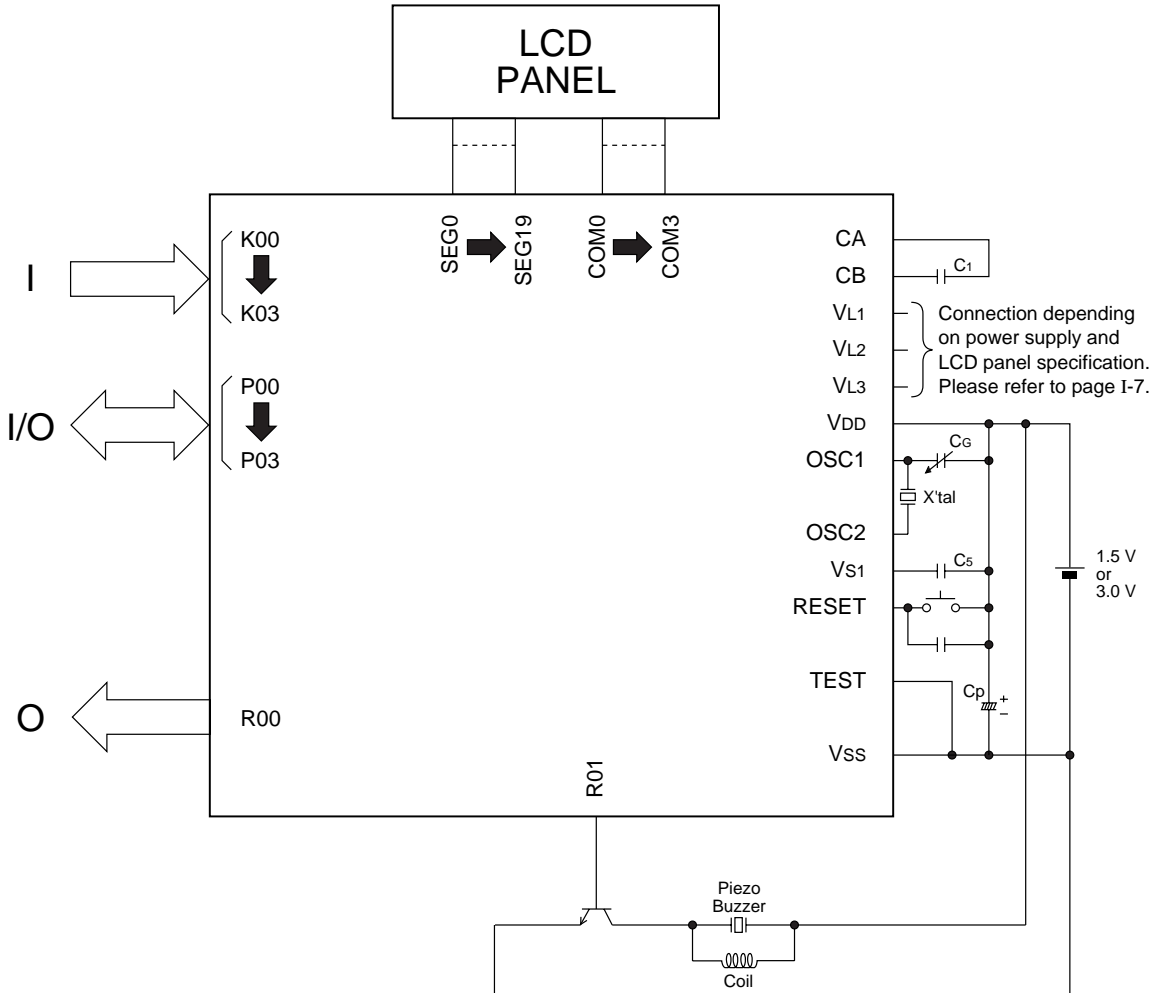 LCD
PANEL
SEG0
SEG19
COM0
COM3
I
K00
K03
I/O
P00
P03
O
R00
R01
CA
CB
C1
VL1
VL2
VL3
Connection depending
on power supply and
LCD panel specification.
Please refer to page I-7.
VDD
OSC1
CG
X'tal
OSC2
VS1
C5
RESET
TEST
Cp
+
–
VSS
1.5 V
or
3.0 V
Piezo
Buzzer
Coil